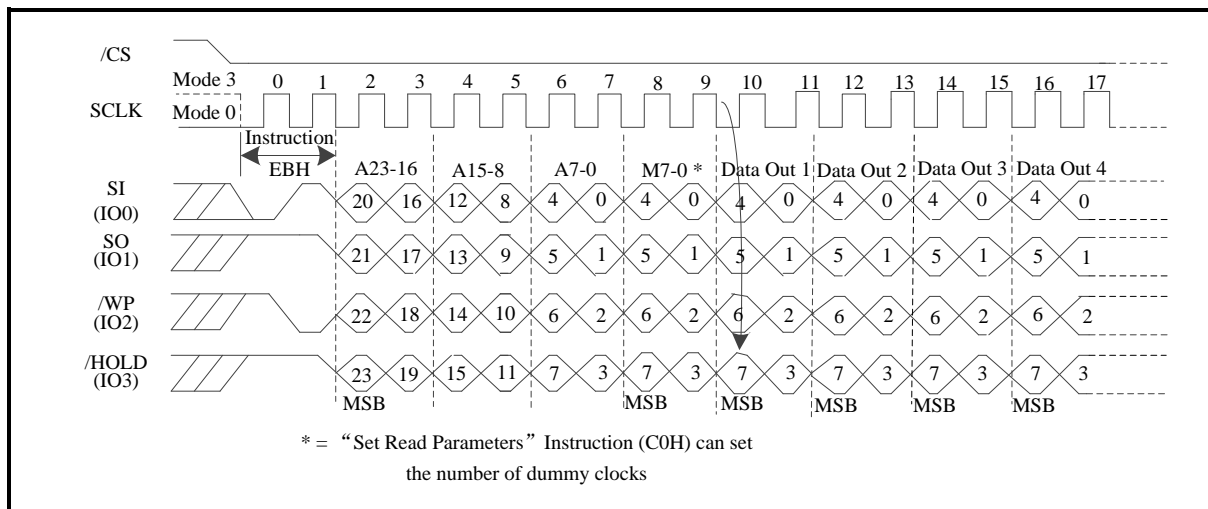 /CS
Mode 3 0 1 2 3 4 5 6 7 8 9 10 11 12 13 14 15 16 17
SCLK Mode 0
Instruction
EBH A23-16 A15-8 A7-0 M7-0 * Data Out 1 Data Out 2 Data Out 3 Data Out 4
SI
(IO0) 20 16 12 8 4 0 4 0 4 0 4 0 4 0 4 0
SO
(IO1) 21 17 13 9 5 1 5 1 5 1 5 1 5 1 5 1
/WP
(IO2) 22 18 14 10 6 2 6 2 6 2 6 2 6 2 6 2
/HOLD
(IO3) 23 19 15 11 7 3 7 3 7 3 7 3 7 3 7 3
MSB MSB MSB MSB MSB MSB
* = “Set Read Parameters” Instruction (C0H) can set
the number of dummy clocks